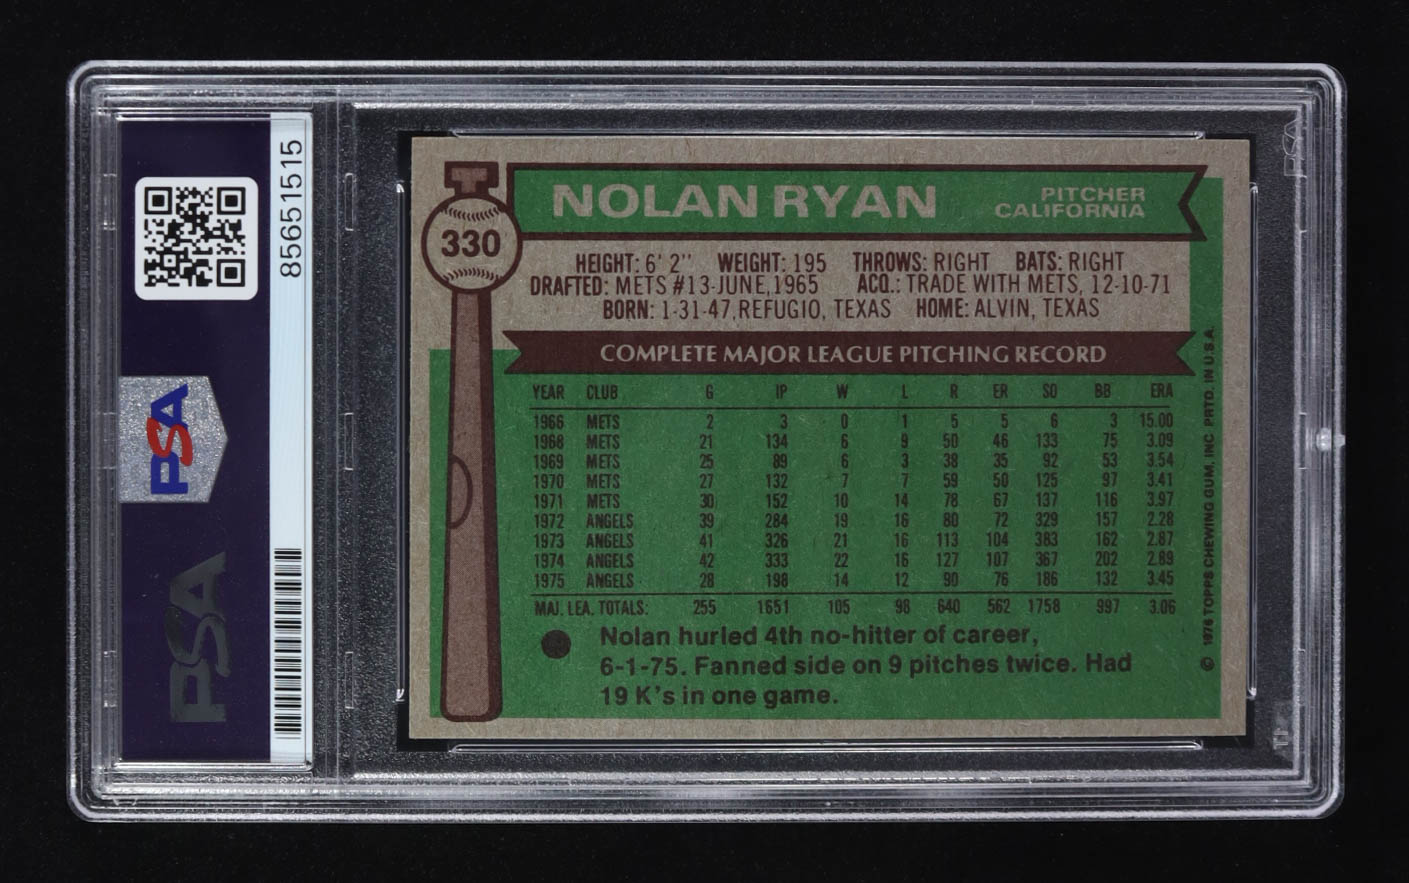 85651515
PSA
PSA
330
NOLAN RYAN
PITCHER
CALIFORNIA
HEIGHT: 6' 2" WEIGHT: 195 THROWS: RIGHT BATS: RIGHT
DRAFTED: METS #13-JUNE,1965 ACQ.: TRADE WITH METS, 12-10-71
BORN: 1-31-47,REFUGIO, TEXAS HOME: ALVIN, TEXAS
COMPLETE MAJOR LEAGUE PITCHING RECORD
YEAR CLUB G IP W L R ER SO BB ERA
1966 METS 2 3 0 1 5 5 6 3 15.00
1968 METS 21 134 6 9 50 46 133 75 3.09
1969 METS 25 89 6 3 38 35 92 53 3.54
1970 METS 27 132 7 7 59 50 125 97 3.41
1971 METS 30 152 10 14 78 67 137 116 3.97
1972 ANGELS 39 284 19 16 80 72 329 157 2.28
1973 ANGELS 41 326 21 16 113 104 383 162 2.87
1974 ANGELS 42 333 22 16 127 107 367 202 2.89
1975 ANGELS 28 198 14 12 90 76 186 132 3.45
MAJ. LEA. TOTALS: 255 1651 105 98 640 562 1758 997 3.06
Nolan hurled 4th no-hitter of career,
6-1-75. Fanned side on 9 pitches twice. Had
19 K's in one game.
© 1976 TOPPS CHEWING GUM, INC. PRTD. IN U.S.A.
PSA